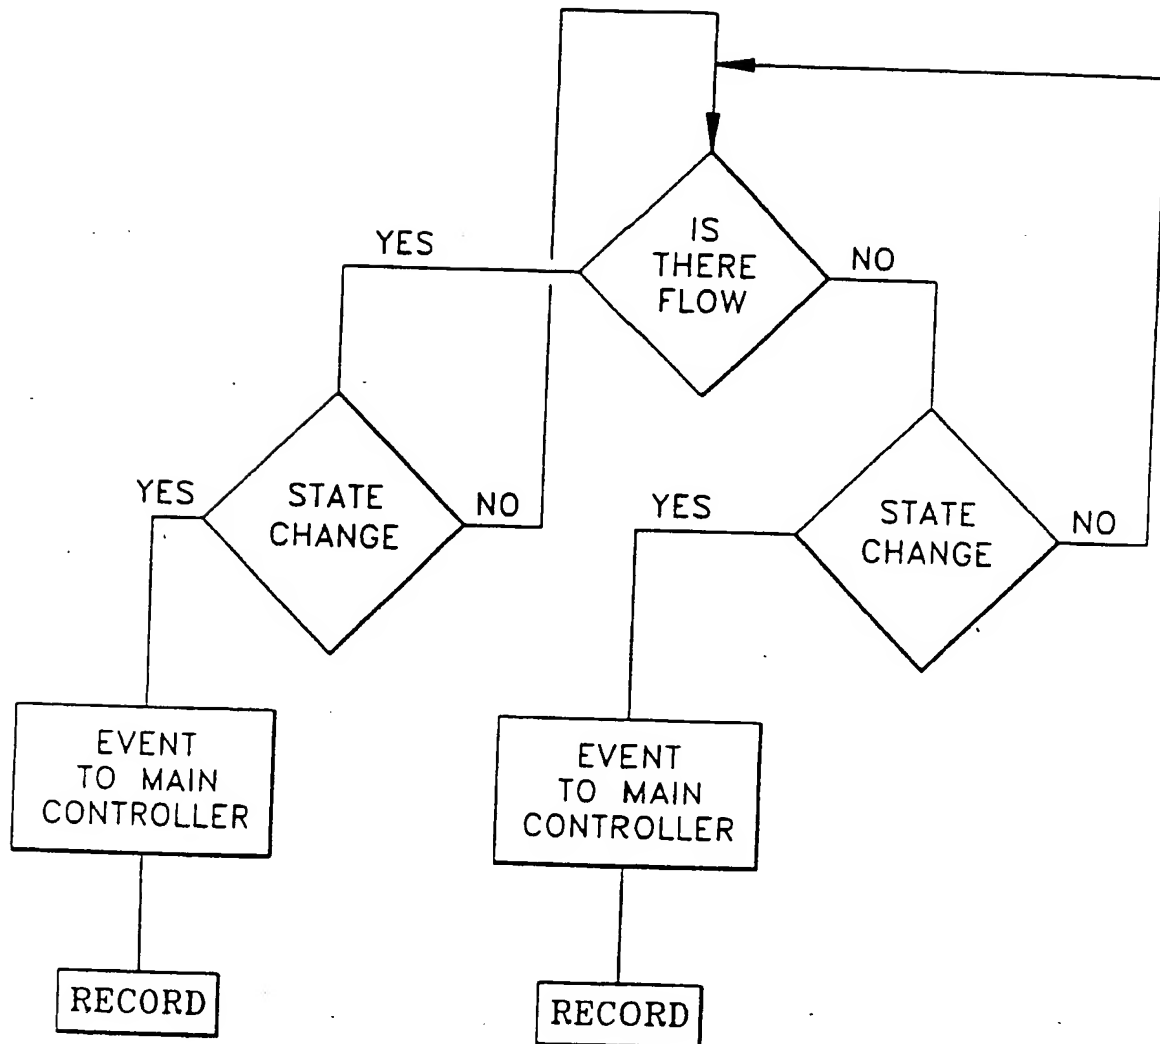 IS
THERE
FLOW
YES
NO
STATE
CHANGE
YES
NO
STATE
CHANGE
YES
NO
EVENT
TO MAIN
CONTROLLER
EVENT
TO MAIN
CONTROLLER
RECORD
RECORD